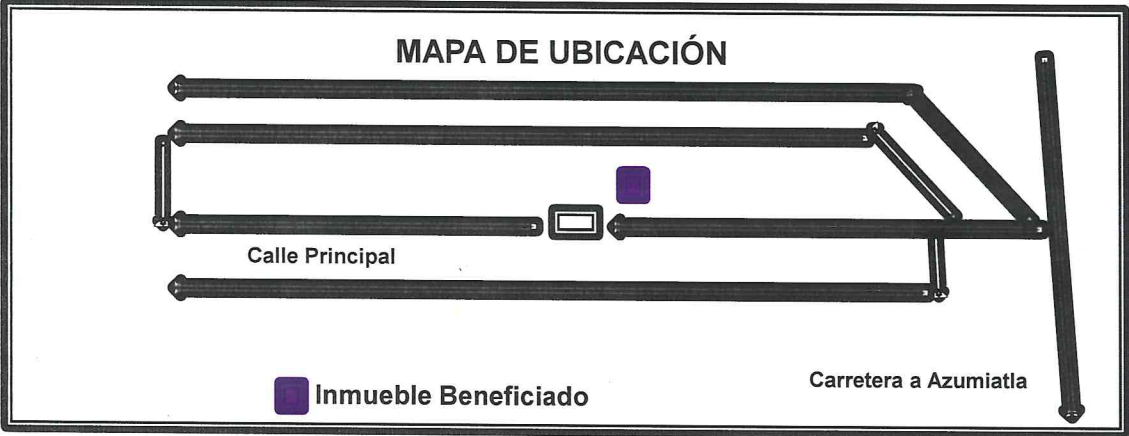 MAPA DE UBICACIÓN
Calle Principal
Carretera a Azumiatla
Inmueble Beneficiado